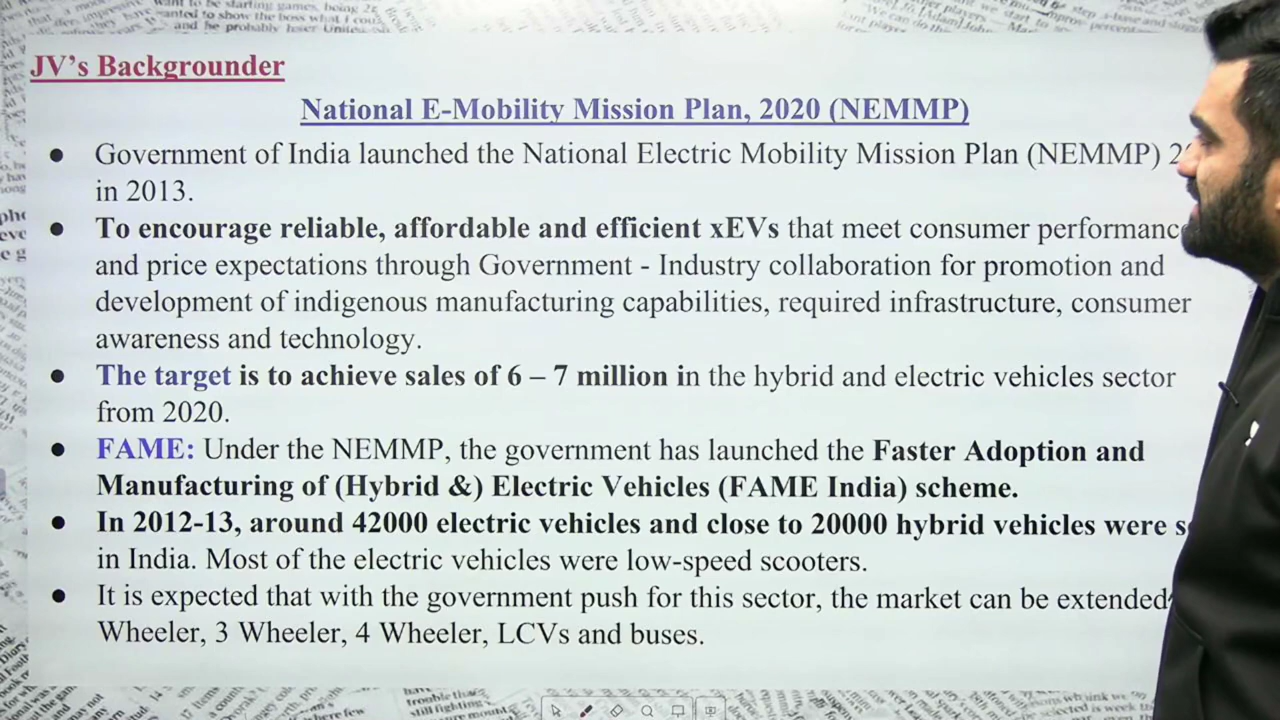 JV's Backgrounder
National E-Mobility Mission Plan, 2020 (NEMMP)
• Government of India launched the National Electric Mobility Mission Plan (NEMMP)
in 2013.
• To encourage reliable, affordable and efficient xEVs that meet consumer performanc
and price expectations through Government - Industry collaboration for promotion and
development of indigenous manufacturing capabilities, required infrastructure, consumer
awareness and technology.
• The target is to achieve sales of 6 – 7 million in the hybrid and electric vehicles sector
from 2020.
• FAME: Under the NEMMP, the government has launched the Faster Adoption and
Manufacturing of (Hybrid &) Electric Vehicles (FAME India) scheme.
• In 2012-13, around 42000 electric vehicles and close to 20000 hybrid vehicles were
in India. Most of the electric vehicles were low-speed scooters.
• It is expected that with the government push for this sector, the market can be extended
Wheeler, 3 Wheeler, 4 Wheeler, LCVs and buses.